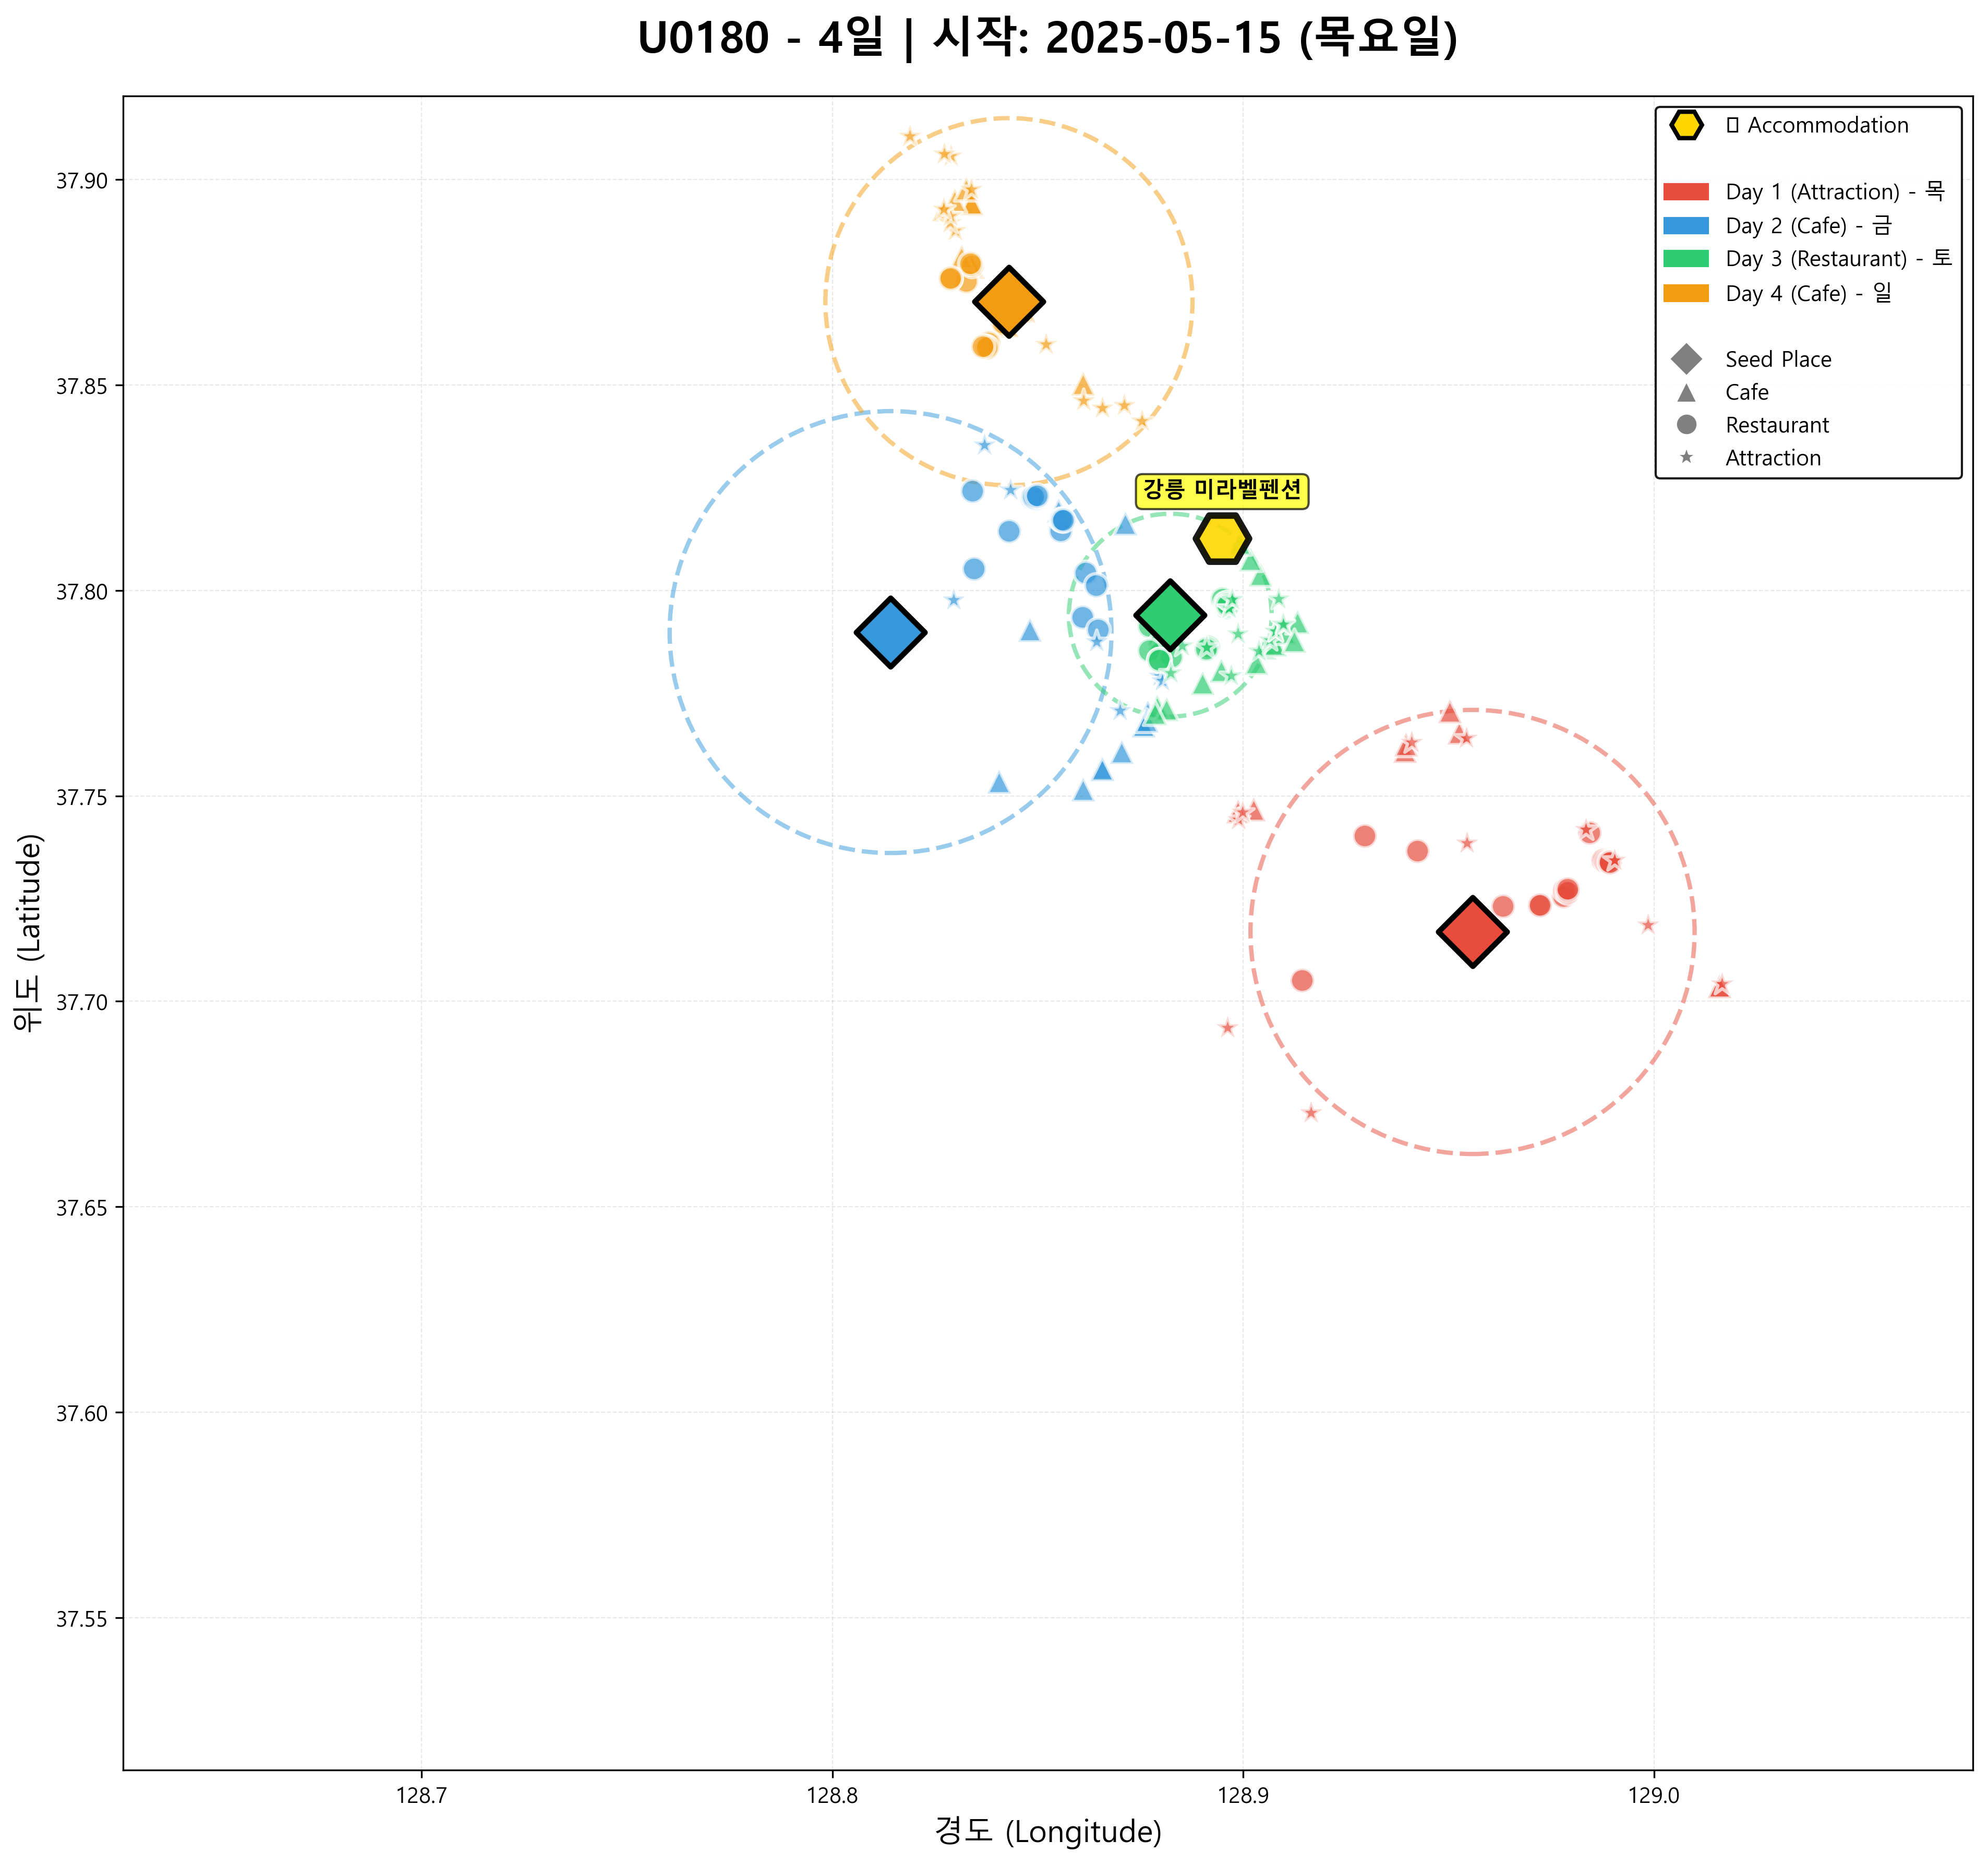 U0180 - 4일 | 시작: 2025-05-15 (목요일)
Accommodation
Day 1 (Attraction) - 목
Day 2 (Cafe) - 금
Day 3 (Restaurant) - 토
Day 4 (Cafe) - 일
Seed Place
Cafe
Restaurant
Attraction
강릉 미라벨펜션
위도 (Latitude)
37.90
37.85
37.80
37.75
37.70
37.65
37.60
37.55
128.7
128.8
128.9
129.0
경도 (Longitude)